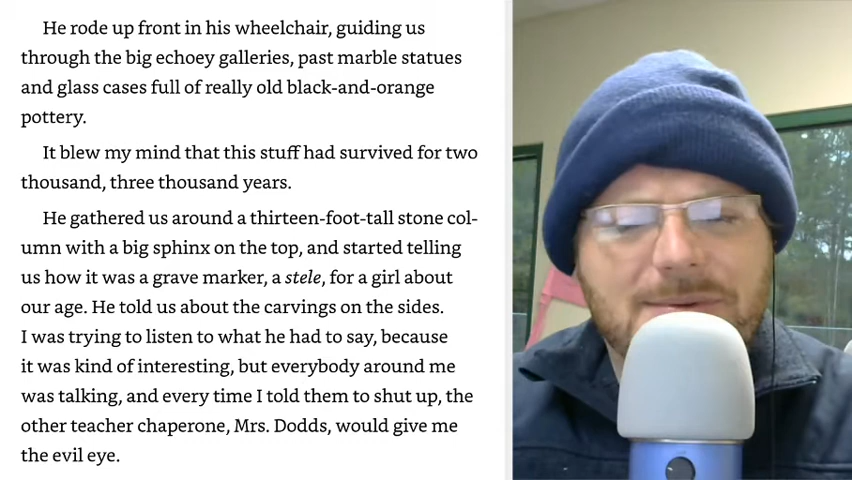 He rode up front in his wheelchair, guiding us
through the big echoey galleries, past marble statues
and glass cases full of really old black-and-orange
pottery.
It blew my mind that this stuff had survived for two
thousand, three thousand years.
He gathered us around a thirteen-foot-tall stone col-
umn with a big sphinx on the top, and started telling
us how it was a grave marker, a stele, for a girl about
our age. He told us about the carvings on the sides.
I was trying to listen to what he had to say, because
it was kind of interesting, but everybody around me
was talking, and every time I told them to shut up, the
other teacher chaperone, Mrs. Dodds, would give me
the evil eye.